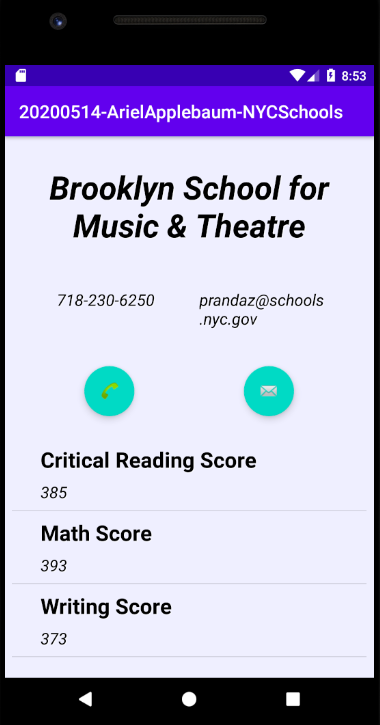 8:53
20200514-ArielApplebaum-NYCSchools
Brooklyn School for
Music & Theatre
718-230-6250
prandaz@schools
.nyc.gov
Critical Reading Score
385
Math Score
393
Writing Score
373